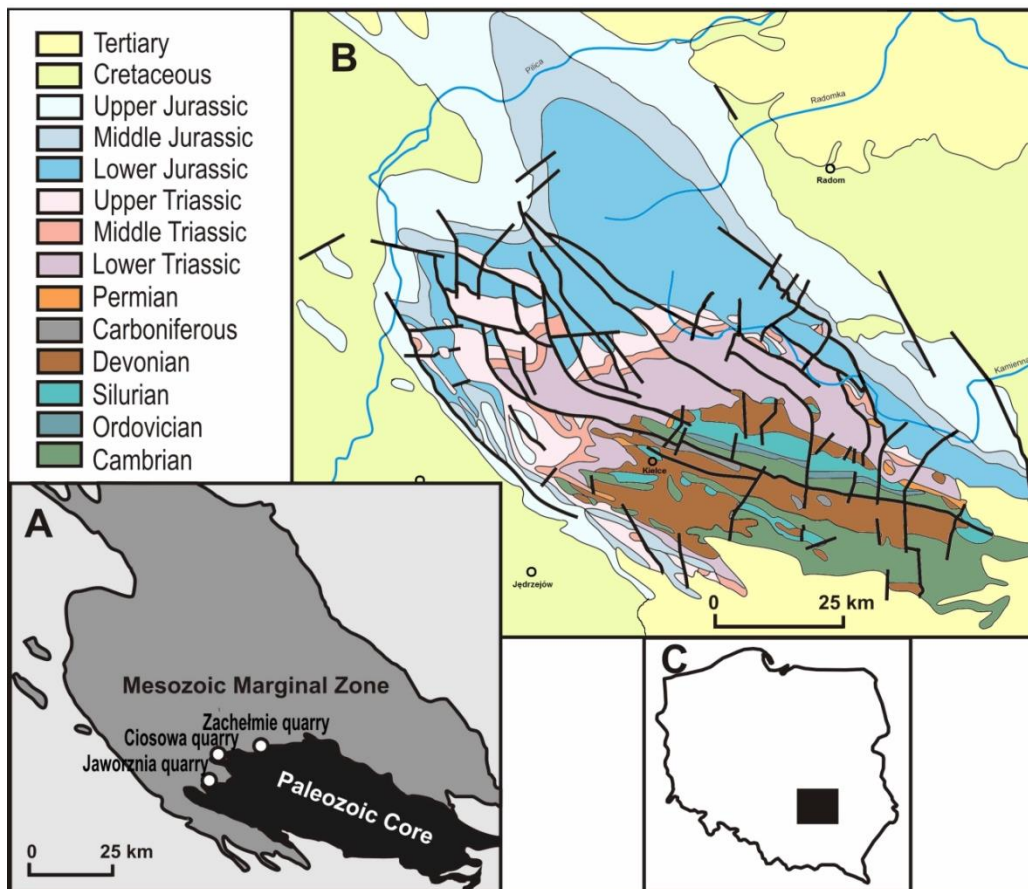 Tertiary
Cretaceous
Upper Jurassic
Middle Jurassic
Lower Jurassic
Upper Triassic
Middle Triassic
Lower Triassic
Permian
Carboniferous
Devonian
Silurian
Ordovician
Cambrian
B
Pilica
Radomka
Radom
Kamienna
Kielce
Jędrzejów
0 25 km
A
Mesozoic Marginal Zone
Zachełmie quarry
Ciosowa quarry
Jaworznia quarry
Paleozoic Core
0 25 km
C